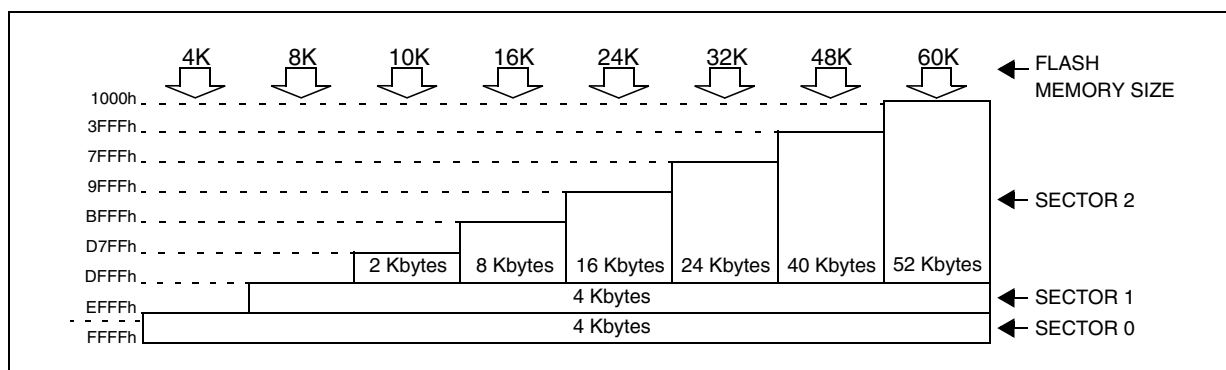 4K 8K 10K 16K 24K 32K 48K 60K
FLASH
MEMORY SIZE
1000h
3FFFh
7FFFh
9FFFh
SECTOR 2
BFFFh
D7FFh
2 Kbytes 8 Kbytes 16 Kbytes 24 Kbytes 40 Kbytes 52 Kbytes
DFFFh
4 Kbytes
SECTOR 1
EFFFh
4 Kbytes
SECTOR 0
FFFFh